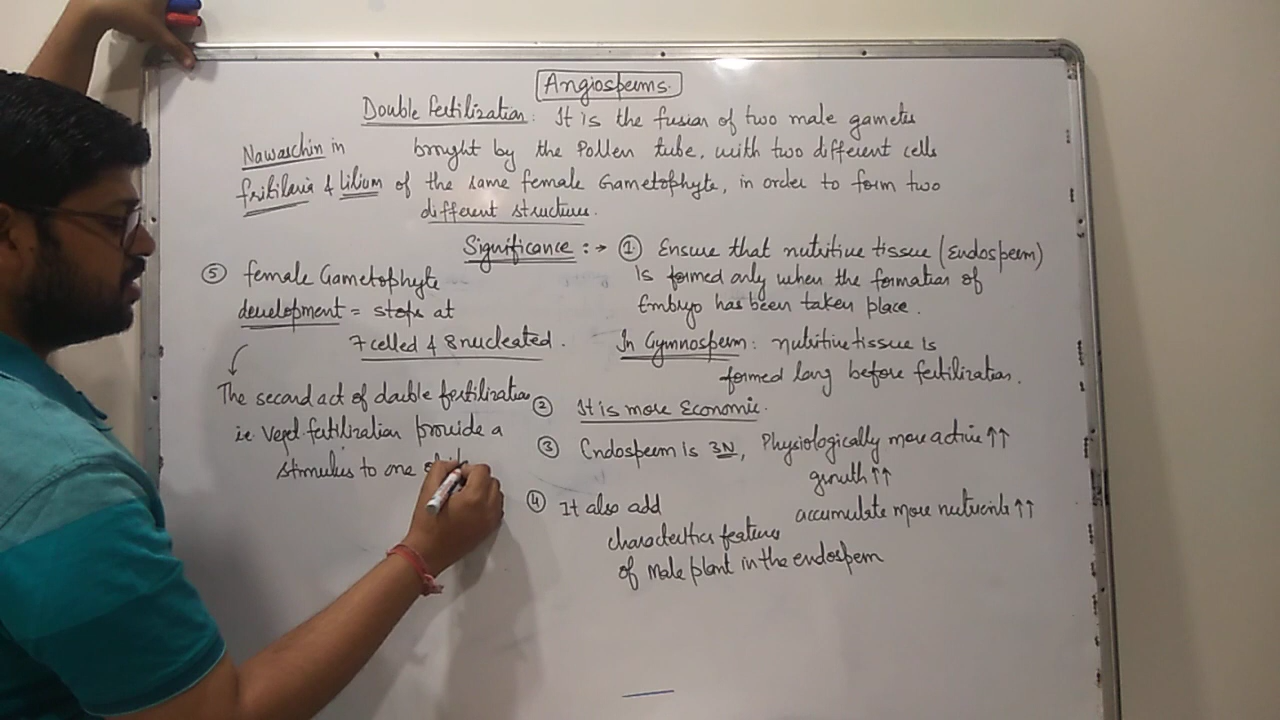 Angiosperms.
Double Fertilization: It is the fusion of two male gametes
brought by the Pollen tube, with two different cells
of the same female Gametophyte, in order to form two
different structures.
Nawaschin in
fritilaria & Lilium
Significance :→ ① Ensure that nutritive tissue (Endosperm)
is formed only when the formation of
Embryo has been taken place.
In Gymnosperm: nutritive tissue is
formed long before fertilization.
② It is more Economic.
③ Endosperm is 3N, Physiologically more active ↑↑
growth ↑↑
accumulate more nutrients ↑↑
④ It also add
characterttics features
of Male plant in the endosperm
⑤ female Gametophyte
development = stops at
7 celled & 8 nucleated.
The second act of double fertilization
i.e. Veget. fertilization provide a
stimulus to one of